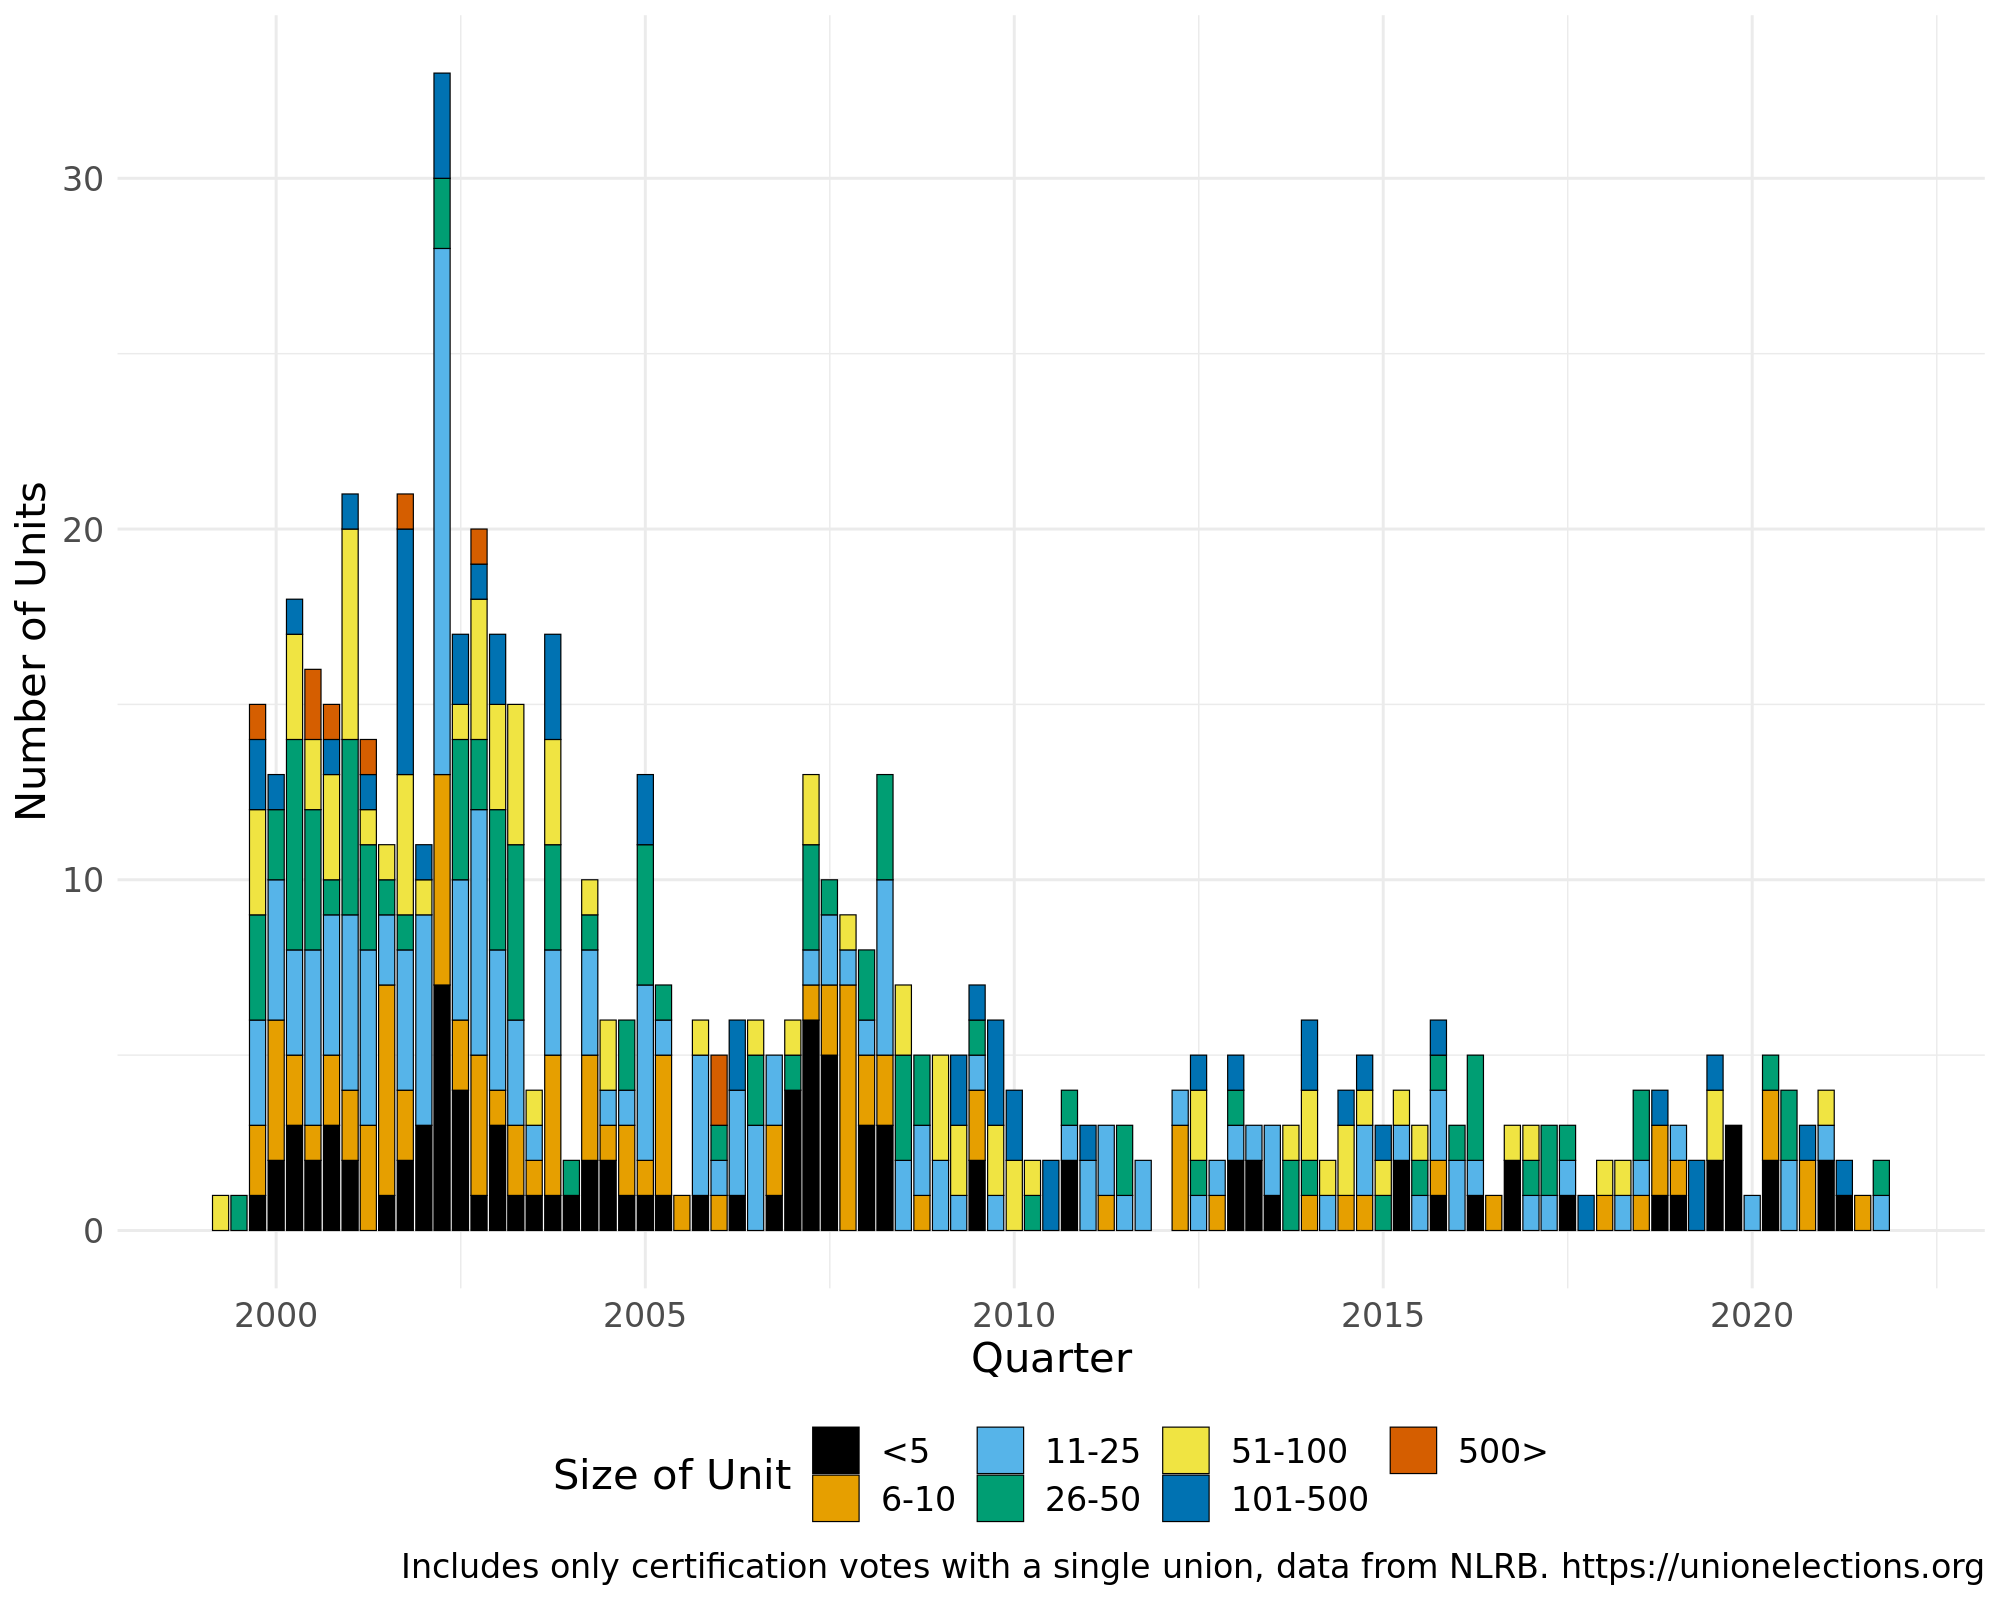 30
20
10
0
Number of Units
2000 2005 2010 2015 2020
Quarter
Size of Unit
<5 11-25 51-100 500>
6-10 26-50 101-500
Includes only certification votes with a single union, data from NLRB. https://unionelections.org